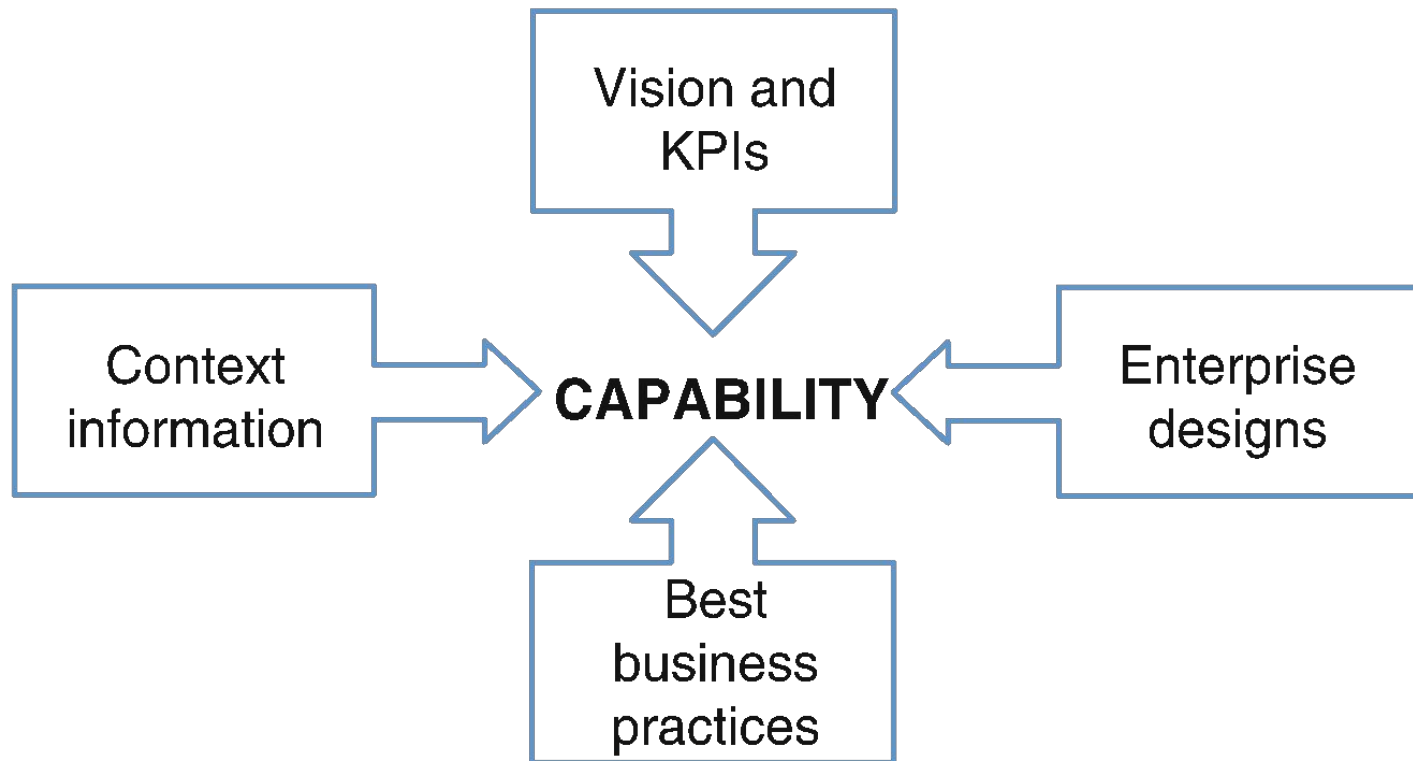 Vision and
KPIs
Context
information
CAPABILITY
Enterprise
designs
Best
business
practices